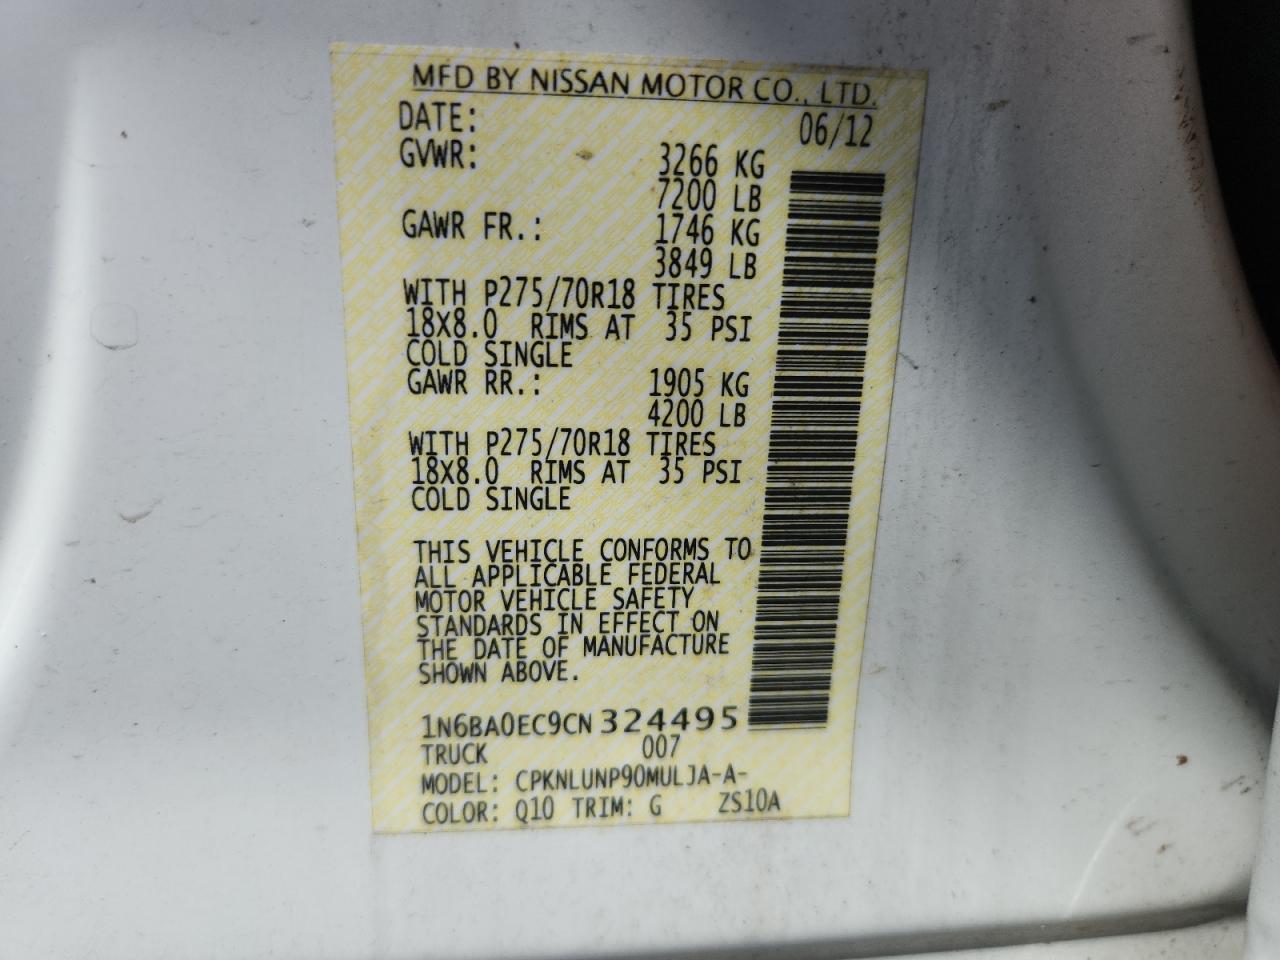 MFD BY NISSAN MOTOR CO., LTD.
DATE: 06/12
GVWR: 3266 KG
7200 LB
GAWR FR.: 1746 KG
3849 LB
WITH P275/70R18 TIRES
18X8.0 RIMS AT 35 PSI
COLD SINGLE
GAWR RR.: 1905 KG
4200 LB
WITH P275/70R18 TIRES
18X8.0 RIMS AT 35 PSI
COLD SINGLE
THIS VEHICLE CONFORMS TO
ALL APPLICABLE FEDERAL
MOTOR VEHICLE SAFETY
STANDARDS IN EFFECT ON
THE DATE OF MANUFACTURE
SHOWN ABOVE.
1N6BA0EC9CN324495
TRUCK 007
MODEL: CPKNLUNP90MULJA-A-
COLOR: Q10 TRIM: G ZS10A